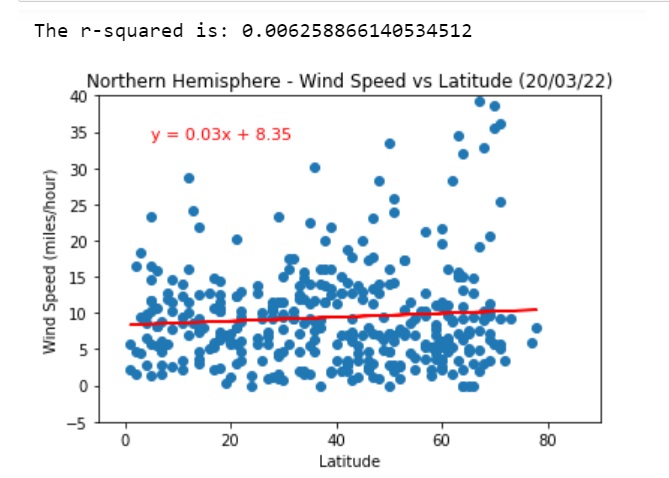 The r-squared is: 0.006258866140534512
Northern Hemisphere - Wind Speed vs Latitude (20/03/22)
40
y = 0.03x + 8.35
35
30
25
20
15
10
5
0
−5
Wind Speed (miles/hour)
0 20 40 60 80
Latitude